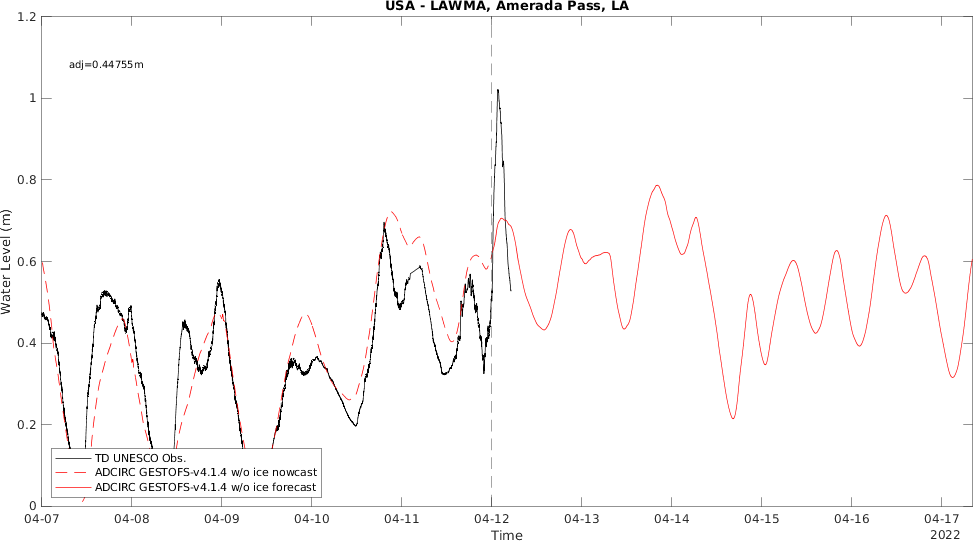 USA - LAWMA, Amerada Pass, LA
1.2
adj=0.44755m
1
0.8
0.6
0.4
0.2
0
Water Level (m)
TD UNESCO Obs.
ADCIRC GESTOFS-v4.1.4 w/o ice nowcast
ADCIRC GESTOFS-v4.1.4 w/o ice forecast
04-07 04-08 04-09 04-10 04-11 04-12 04-13 04-14 04-15 04-16 04-17
Time
2022